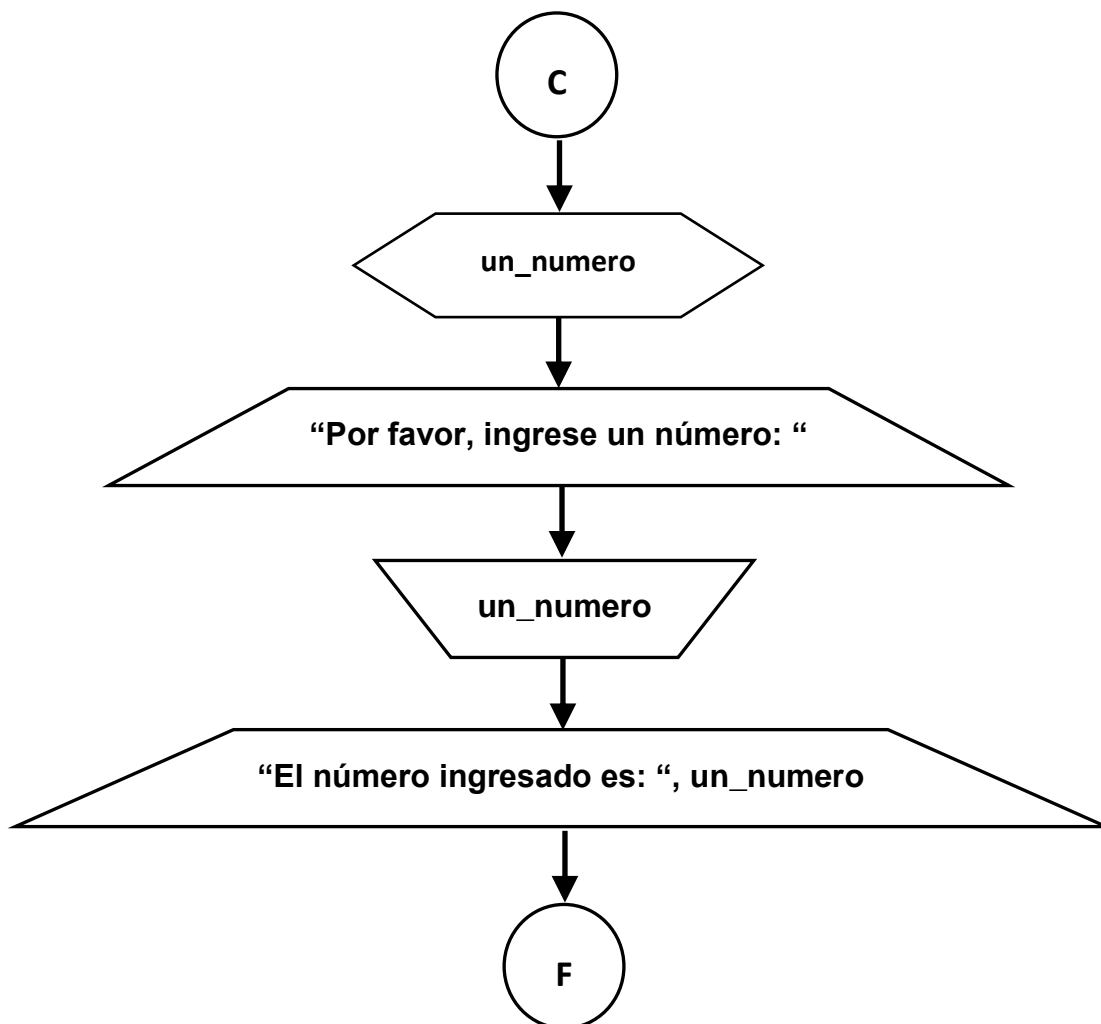 C
un_numero
“Por favor, ingrese un número: “
un_numero
“El número ingresado es: “, un_numero
F